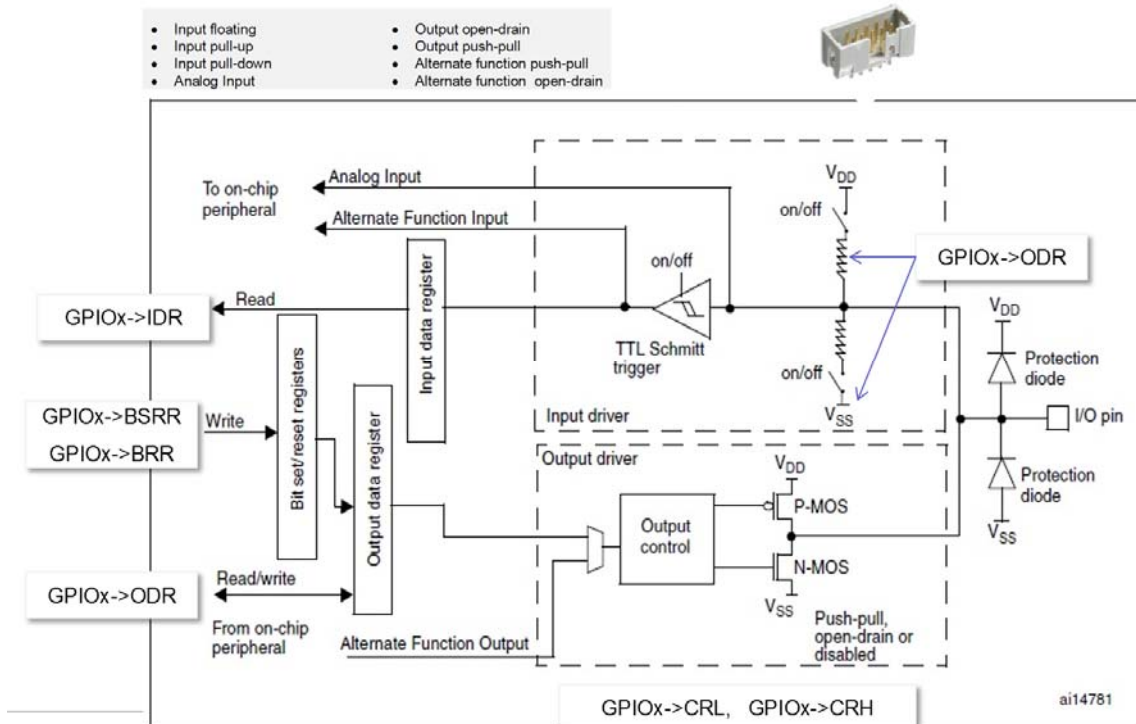 • Input floating
• Input pull-up
• Input pull-down
• Analog Input
• Output open-drain
• Output push-pull
• Alternate function push-pull
• Alternate function open-drain
To on-chip
peripheral
Analog Input
Alternate Function Input
Read
GPIOx->IDR
GPIOx->BSRR
GPIOx->BRR
Write
GPIOx->ODR
Read/write
From on-chip
peripheral
Alternate Function Output
Bit set/reset registers
Input data register
Output data register
on/off
TTL Schmitt
trigger
Input driver
VDD
on/off
on/off
VSS
GPIOx->ODR
VDD
Protection
diode
I/O pin
Protection
diode
VSS
Output driver
Output
control
VDD
P-MOS
N-MOS
VSS
Push-pull,
open-drain or
disabled
GPIOx->CRL, GPIOx->CRH
ai14781